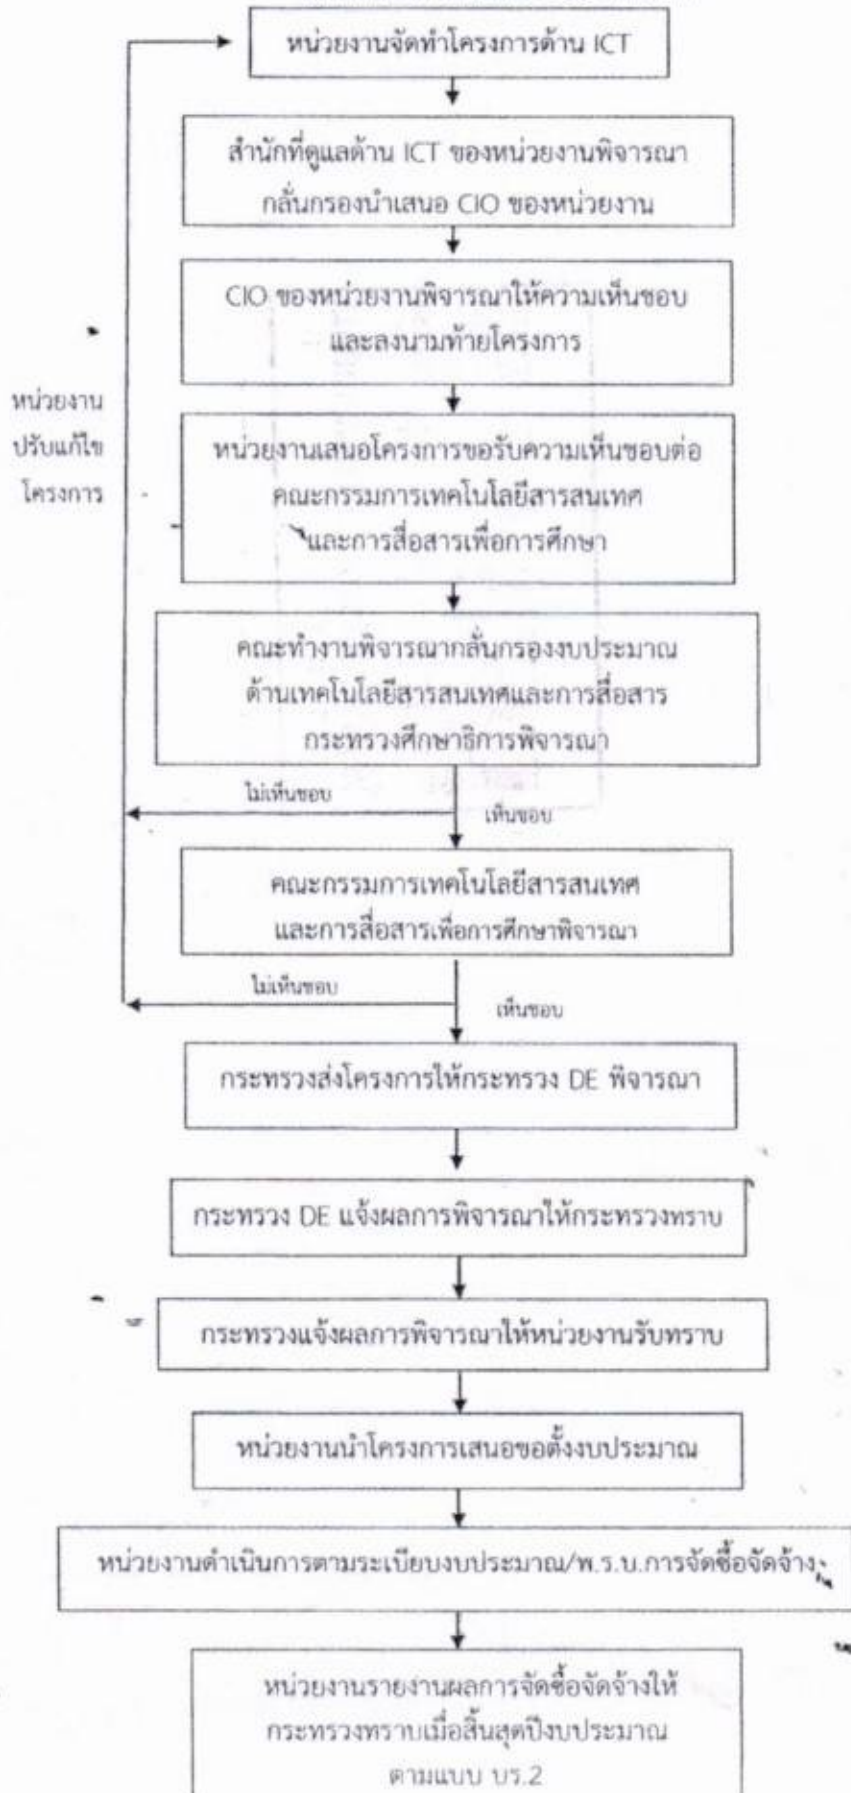 หน่วยงานจัดทำโครงการด้าน ICT
สำนักที่ดูแลด้าน ICT ของหน่วยงานพิจารณา
กลั่นกรองนำเสนอ CIO ของหน่วยงาน
CIO ของหน่วยงานพิจารณาให้ความเห็นชอบ
และลงนามท้ายโครงการ
หน่วยงาน
ปรับแก้ไข
โครงการ
หน่วยงานเสนอโครงการขอรับความเห็นชอบต่อ
คณะกรรมการเทคโนโลยีสารสนเทศ
และการสื่อสารเพื่อการศึกษา
คณะทำงานพิจารณากลั่นกรองงบประมาณ
ด้านเทคโนโลยีสารสนเทศและการสื่อสาร
กระทรวงศึกษาธิการพิจารณา
ไม่เห็นชอบ
เห็นชอบ
คณะกรรมการเทคโนโลยีสารสนเทศ
และการสื่อสารเพื่อการศึกษาพิจารณา
ไม่เห็นชอบ
เห็นชอบ
กระทรวงส่งโครงการให้กระทรวง DE พิจารณา
กระทรวง DE แจ้งผลการพิจารณาให้กระทรวงทราบ
กระทรวงแจ้งผลการพิจารณาให้หน่วยงานรับทราบ
หน่วยงานนำโครงการเสนอขอตั้งงบประมาณ
หน่วยงานดำเนินการตามระเบียบงบประมาณ/พ.ร.บ.การจัดซื้อจัดจ้างฯ
หน่วยงานรายงานผลการจัดซื้อจัดจ้างให้
กระทรวงทราบเมื่อสิ้นสุดปีงบประมาณ
ตามแบบ บร.2